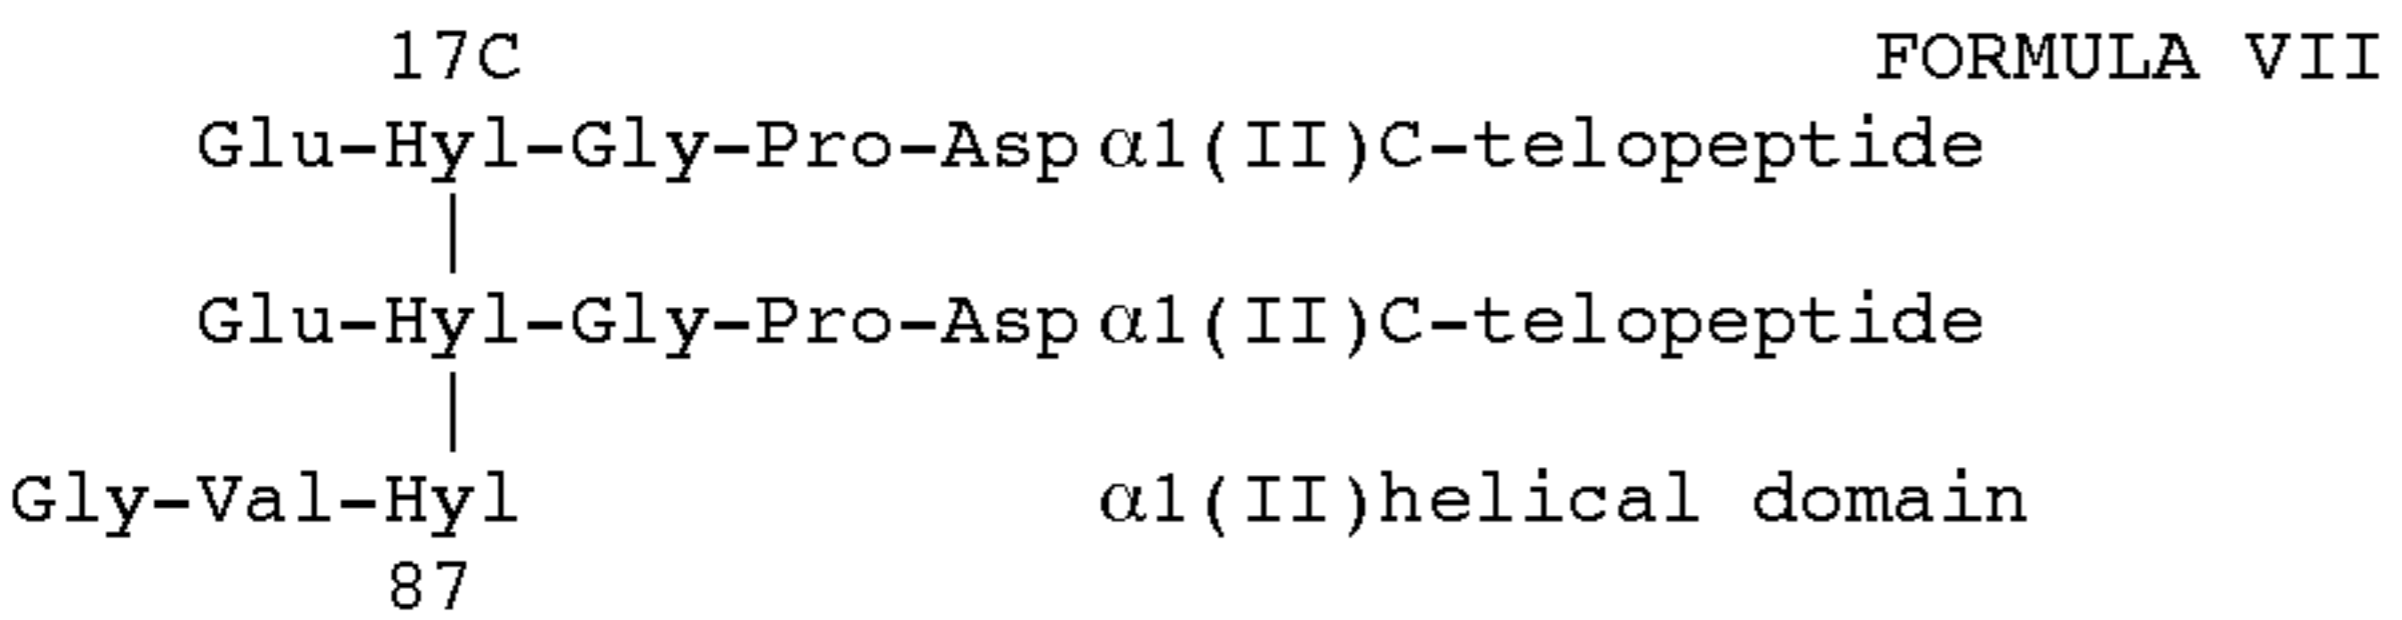 17C FORMULA VII
Glu-Hyl-Gly-Pro-Asp α1(II)C-telopeptide
|
Glu-Hyl-Gly-Pro-Asp α1(II)C-telopeptide
|
Gly-Val-Hyl α1(II)helical domain
87